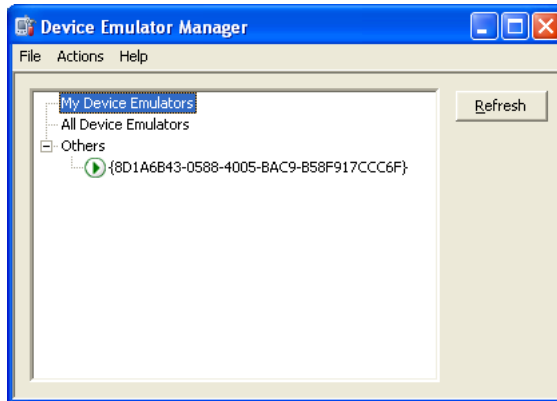 Device Emulator Manager
File Actions Help
My Device Emulators
Refresh
All Device Emulators
Others
{8D1A6B43-0588-4005-BAC9-B58F917CCC6F}